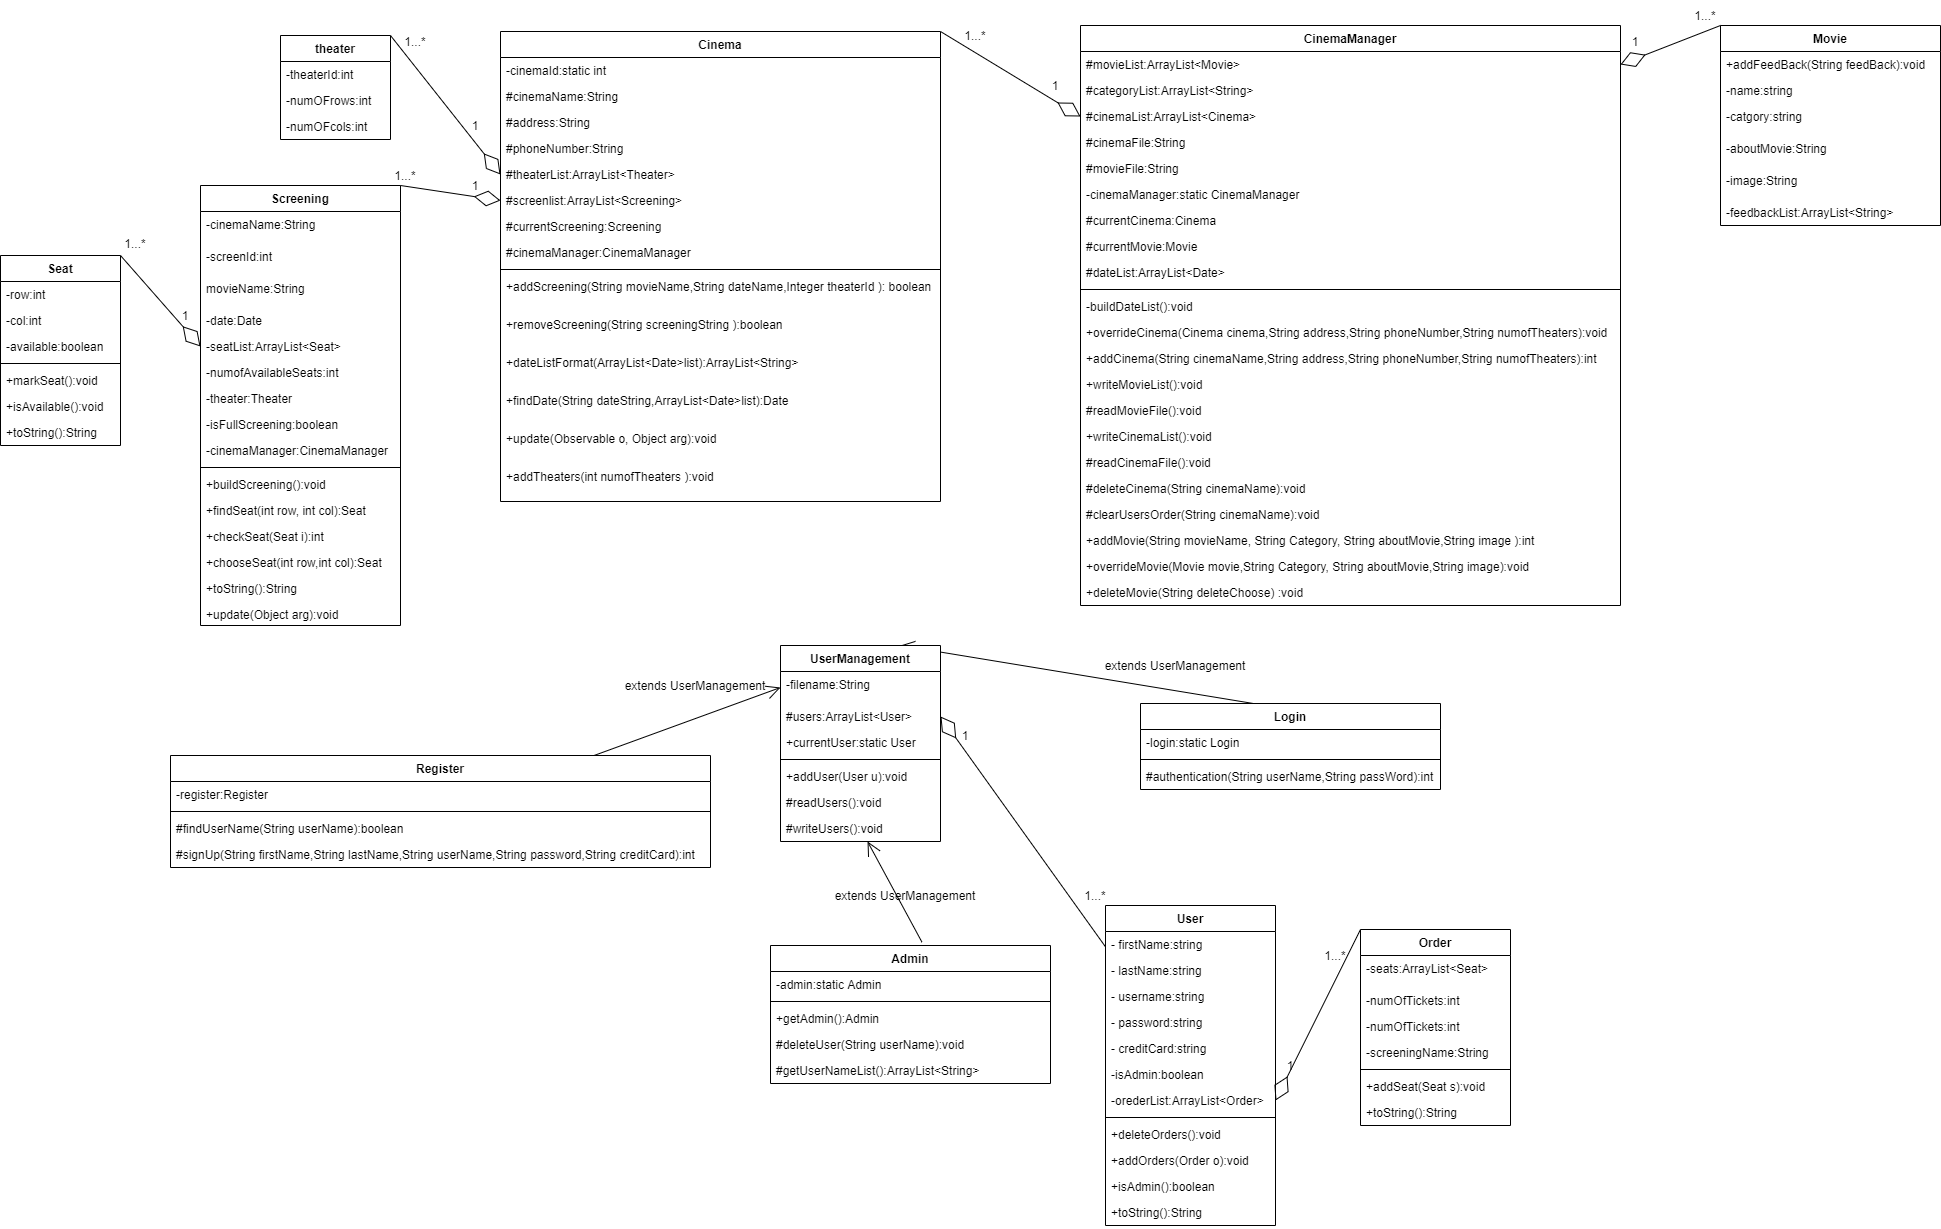 theater
-theaterId:int
-numOFrows:int
-numOFcols:int
1...*
1
Cinema
-cinemaId:static int
#cinemaName:String
#address:String
#phoneNumber:String
#theaterList:ArrayList<Theater>
#screenlist:ArrayList<Screening>
#currentScreening:Screening
#cinemaManager:CinemaManager
+addScreening(String movieName,String dateName,Integer theaterId ): boolean
+removeScreening(String screeningString ):boolean
+dateListFormat(ArrayList<Date>list):ArrayList<String>
+findDate(String dateString,ArrayList<Date>list):Date
+update(Observable o, Object arg):void
+addTheaters(int numofTheaters ):void
1...*
1
CinemaManager
#movieList:ArrayList<Movie>
#categoryList:ArrayList<String>
#cinemaList:ArrayList<Cinema>
#cinemaFile:String
#movieFile:String
-cinemaManager:static CinemaManager
#currentCinema:Cinema
#currentMovie:Movie
#dateList:ArrayList<Date>
-buildDateList():void
+overrideCinema(Cinema cinema,String address,String phoneNumber,String numofTheaters):void
+addCinema(String cinemaName,String address,String phoneNumber,String numofTheaters):int
+writeMovieList():void
#readMovieFile():void
+writeCinemaList():void
#readCinemaFile():void
#deleteCinema(String cinemaName):void
#clearUsersOrder(String cinemaName):void
+addMovie(String movieName, String Category, String aboutMovie,String image ):int
+overrideMovie(Movie movie,String Category, String aboutMovie,String image):void
+deleteMovie(String deleteChoose) :void
1
1...*
Movie
+addFeedBack(String feedBack):void
-name:string
-catgory:string
-aboutMovie:String
-image:String
-feedbackList:ArrayList<String>
1...*
1
Screening
-cinemaName:String
-screenId:int
movieName:String
-date:Date
-seatList:ArrayList<Seat>
-numofAvailableSeats:int
-theater:Theater
-isFullScreening:boolean
-cinemaManager:CinemaManager
+buildScreening():void
+findSeat(int row, int col):Seat
+checkSeat(Seat i):int
+chooseSeat(int row,int col):Seat
+toString():String
+update(Object arg):void
1...*
1
Seat
-row:int
-col:int
-available:boolean
+markSeat():void
+isAvailable():void
+toString():String
UserManagement
-filename:String
#users:ArrayList<User>
+currentUser:static User
+addUser(User u):void
#readUsers():void
#writeUsers():void
extends UserManagement
extends UserManagement
Login
-login:static Login
#authentication(String userName,String passWord):int
1
1...*
Register
-register:Register
#findUserName(String userName):boolean
#signUp(String firstName,String lastName,String userName,String password,String creditCard):int
extends UserManagement
Admin
-admin:static Admin
+getAdmin():Admin
#deleteUser(String userName):void
#getUserNameList():ArrayList<String>
User
- firstName:string
- lastName:string
- username:string
- password:string
- creditCard:string
-isAdmin:boolean
-orederList:ArrayList<Order>
+deleteOrders():void
+addOrders(Order o):void
+isAdmin():boolean
+toString():String
1...*
1
Order
-seats:ArrayList<Seat>
-numOfTickets:int
-numOfTickets:int
-screeningName:String
+addSeat(Seat s):void
+toString():String